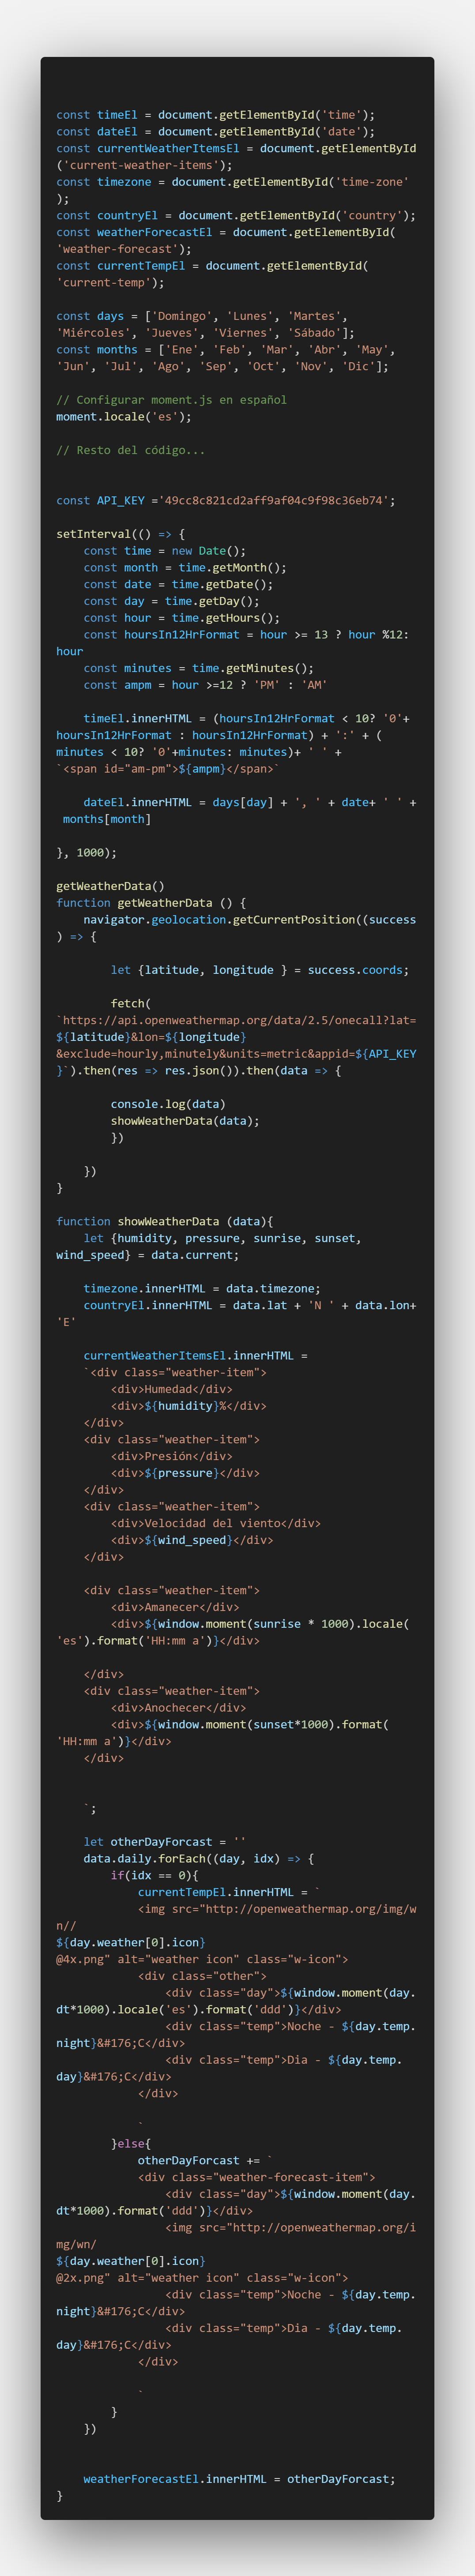 const timeEl = document.getElementById('time');
const dateEl = document.getElementById('date');
const currentWeatherItemsEl = document.getElementById
('current-weather-items');
const timezone = document.getElementById('time-zone'
);
const countryEl = document.getElementById('country');
const weatherForecastEl = document.getElementById(
'weather-forecast');
const currentTempEl = document.getElementById(
'current-temp');
const days = ['Domingo', 'Lunes', 'Martes',
'Miércoles', 'Jueves', 'Viernes', 'Sábado'];
const months = ['Ene', 'Feb', 'Mar', 'Abr', 'May',
'Jun', 'Jul', 'Ago', 'Sep', 'Oct', 'Nov', 'Dic'];
// Configurar moment.js en español
moment.locale('es');
// Resto del código...
const API_KEY ='49cc8c821cd2aff9af04c9f98c36eb74';
setInterval(() => {
    const time = new Date();
    const month = time.getMonth();
    const date = time.getDate();
    const day = time.getDay();
    const hour = time.getHours();
    const hoursIn12HrFormat = hour >= 13 ? hour %12:
hour
    const minutes = time.getMinutes();
    const ampm = hour >=12 ? 'PM' : 'AM'
    timeEl.innerHTML = (hoursIn12HrFormat < 10? '0'+
hoursIn12HrFormat : hoursIn12HrFormat) + ':' + (
minutes < 10? '0'+minutes: minutes)+ ' ' +
`<span id="am-pm">${ampm}</span>`
    dateEl.innerHTML = days[day] + ', ' + date+ ' ' +
 months[month]
}, 1000);
getWeatherData()
function getWeatherData () {
    navigator.geolocation.getCurrentPosition((success
) => {
        let {latitude, longitude } = success.coords;
        fetch(
`https://api.openweathermap.org/data/2.5/onecall?lat=
${latitude}&lon=${longitude}
&exclude=hourly,minutely&units=metric&appid=${API_KEY
}`).then(res => res.json()).then(data => {
        console.log(data)
        showWeatherData(data);
        })
    })
}
function showWeatherData (data){
    let {humidity, pressure, sunrise, sunset,
wind_speed} = data.current;
    timezone.innerHTML = data.timezone;
    countryEl.innerHTML = data.lat + 'N ' + data.lon+
'E'
    currentWeatherItemsEl.innerHTML =
    `<div class="weather-item">
        <div>Humedad</div>
        <div>${humidity}%</div>
    </div>
    <div class="weather-item">
        <div>Presión</div>
        <div>${pressure}</div>
    </div>
    <div class="weather-item">
        <div>Velocidad del viento</div>
        <div>${wind_speed}</div>
    </div>
    <div class="weather-item">
        <div>Amanecer</div>
        <div>${window.moment(sunrise * 1000).locale(
'es').format('HH:mm a')}</div>
    </div>
    <div class="weather-item">
        <div>Anochecer</div>
        <div>${window.moment(sunset*1000).format(
'HH:mm a')}</div>
    </div>
    `;
    let otherDayForcast = ''
    data.daily.forEach((day, idx) => {
        if(idx == 0){
            currentTempEl.innerHTML = `
            <img src="http://openweathermap.org/img/w
n//
${day.weather[0].icon}
@4x.png" alt="weather icon" class="w-icon">
            <div class="other">
                <div class="day">${window.moment(day.
dt*1000).locale('es').format('ddd')}</div>
                <div class="temp">Noche - ${day.temp.
night}&#176;C</div>
                <div class="temp">Dia - ${day.temp.
day}&#176;C</div>
            </div>
            `
        }else{
            otherDayForcast += `
            <div class="weather-forecast-item">
                <div class="day">${window.moment(day.
dt*1000).format('ddd')}</div>
                <img src="http://openweathermap.org/i
mg/wn/
${day.weather[0].icon}
@2x.png" alt="weather icon" class="w-icon">
                <div class="temp">Noche - ${day.temp.
night}&#176;C</div>
                <div class="temp">Dia - ${day.temp.
day}&#176;C</div>
            </div>
            `
        }
    })
    weatherForecastEl.innerHTML = otherDayForcast;
}